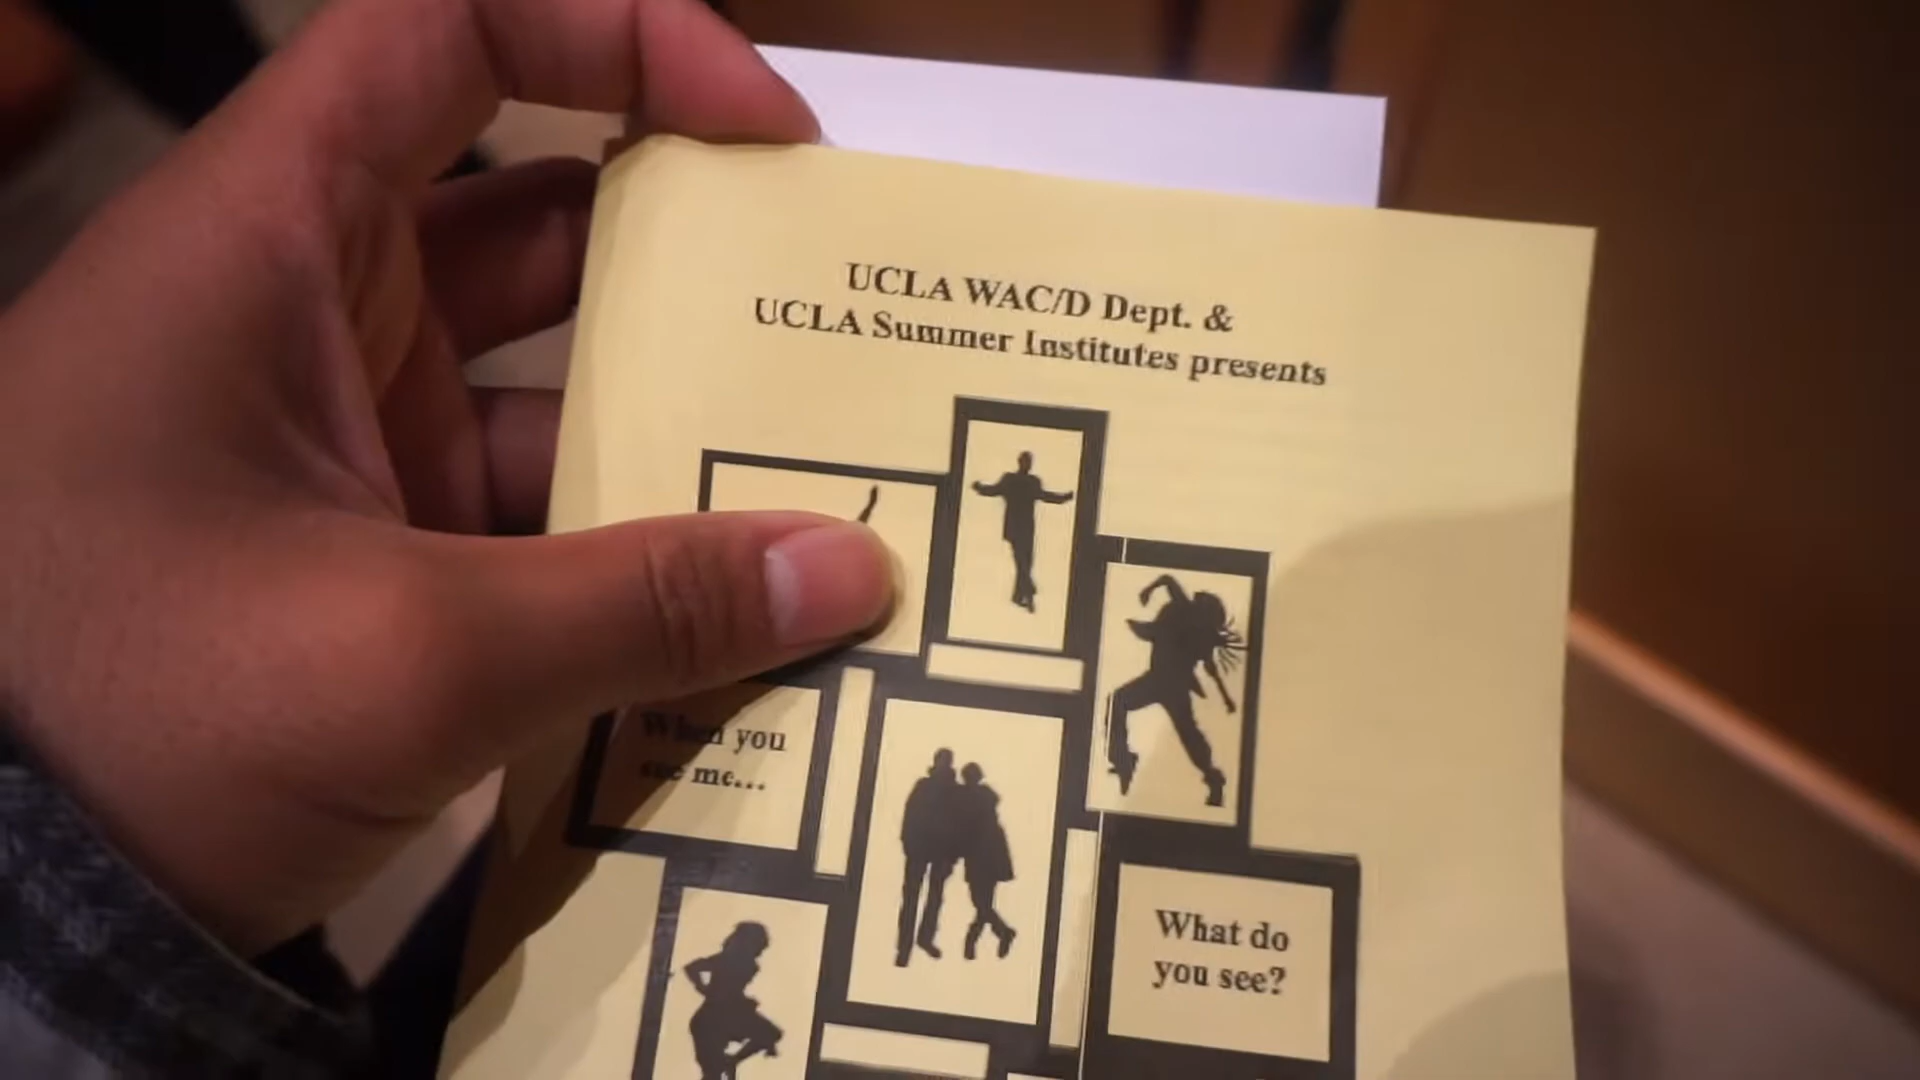 UCLA WAC/D Dept. &
UCLA Summer Institutes presents
When you
see me...
What do
you see?